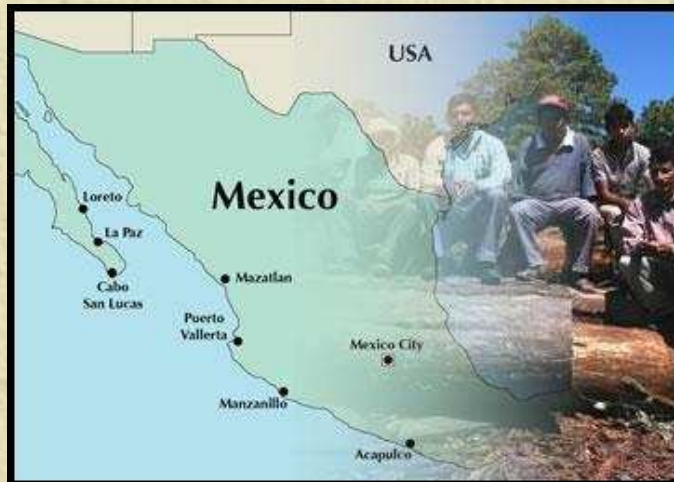 USA
Mexico
Loreto
La Paz
Cabo
San Lucas
Mazatlan
Puerto
Vallerta
Mexico City
Manzanillo
Acapulco